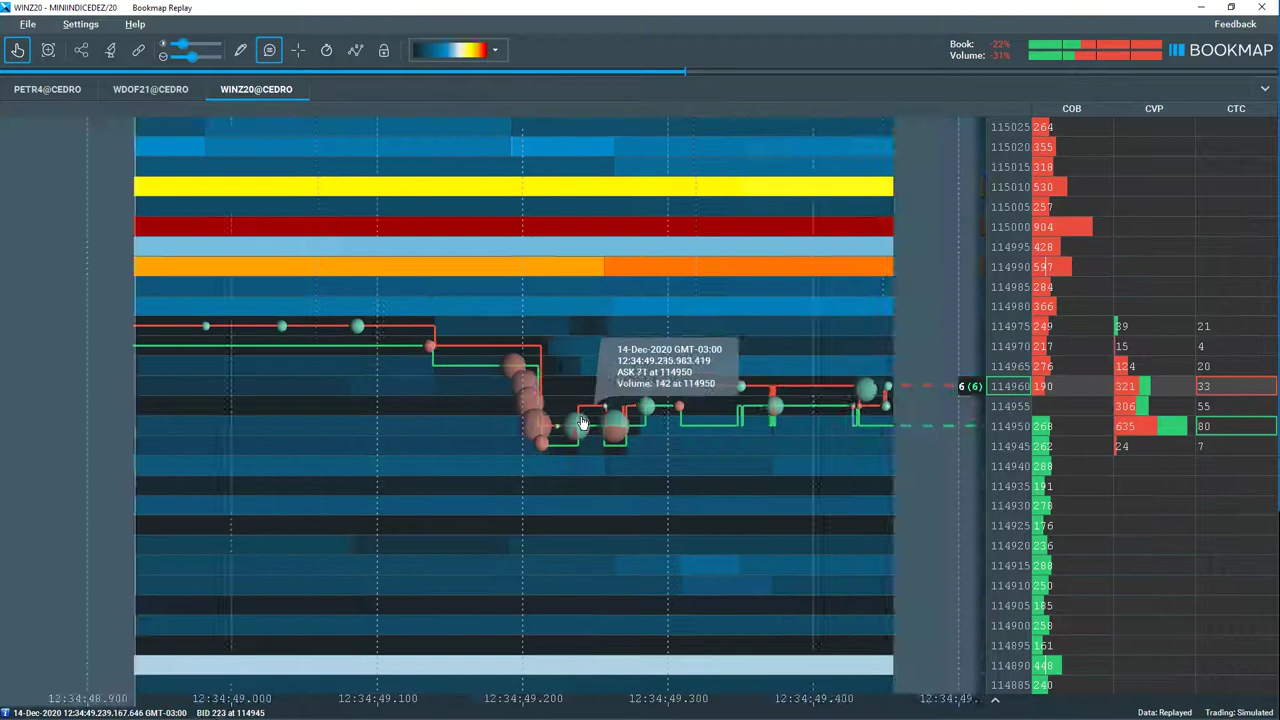 WINZ20 - MINIINDICEDEZ/20
Bookmap Replay
File
Settings
Help
Feedback
Book: -22%
Volume: -31%
BOOKMAP
PETR4@CEDRO
WDOF21@CEDRO
WINZ20@CEDRO
COB
CVP
CTC
115025 264
115020 355
115015 318
115010 530
115005 257
115000 904
114995 428
114990 597
114985 284
114980 366
114975 249 39 21
114970 217 15 4
114965 276 124 20
6 (6) 114960 190 321 33
114955 306 55
114950 268 635 80
114945 262 24 7
114940 288
114935 191
114930 278
114925 176
114920 236
114915 288
114910 250
114905 185
114900 258
114895 161
114890 448
114885 240
14-Dec-2020 GMT-03:00
12:34:49.235.983.419
ASK 71 at 114950
Volume: 142 at 114950
12:34:48.900
12:34:49.000
12:34:49.100
12:34:49.200
12:34:49.300
12:34:49.400
12:34:49.
14-Dec-2020 12:34:49.239.167.646 GMT-03:00
BID 223 at 114945
Data: Replayed
Trading: Simulated